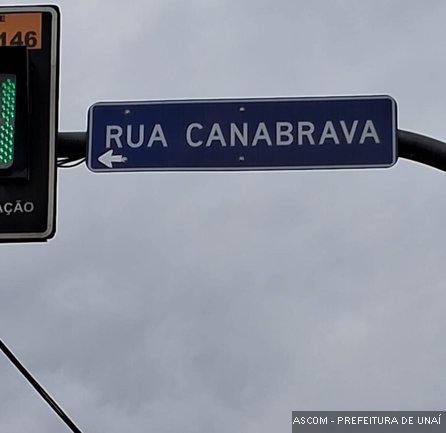 E
146
RUA CANABRAVA
AÇÃO
ASCOM - PREFEITURA DE UNAÍ